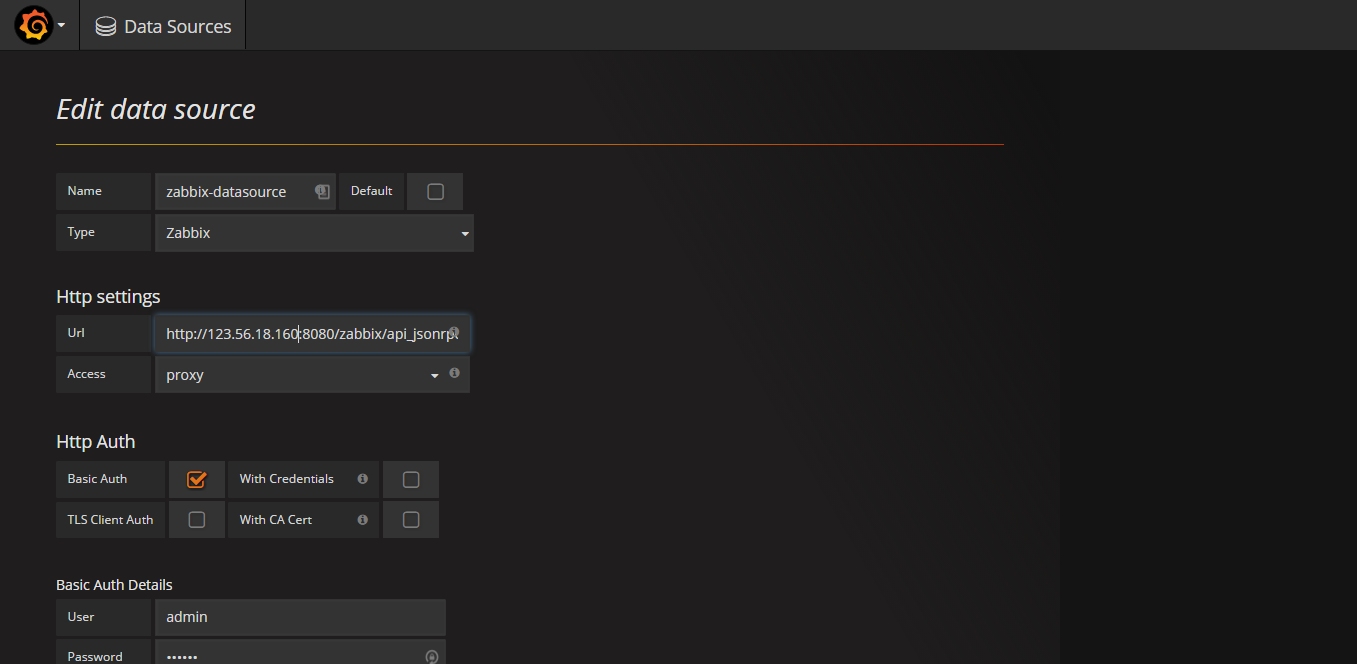 Data Sources
Edit data source
Name zabbix-datasource Default
Type Zabbix
Http settings
Url http://123.56.18.160:8080/zabbix/api_jsonrp
Access proxy
Http Auth
Basic Auth With Credentials
TLS Client Auth With CA Cert
Basic Auth Details
User admin
Password ••••••